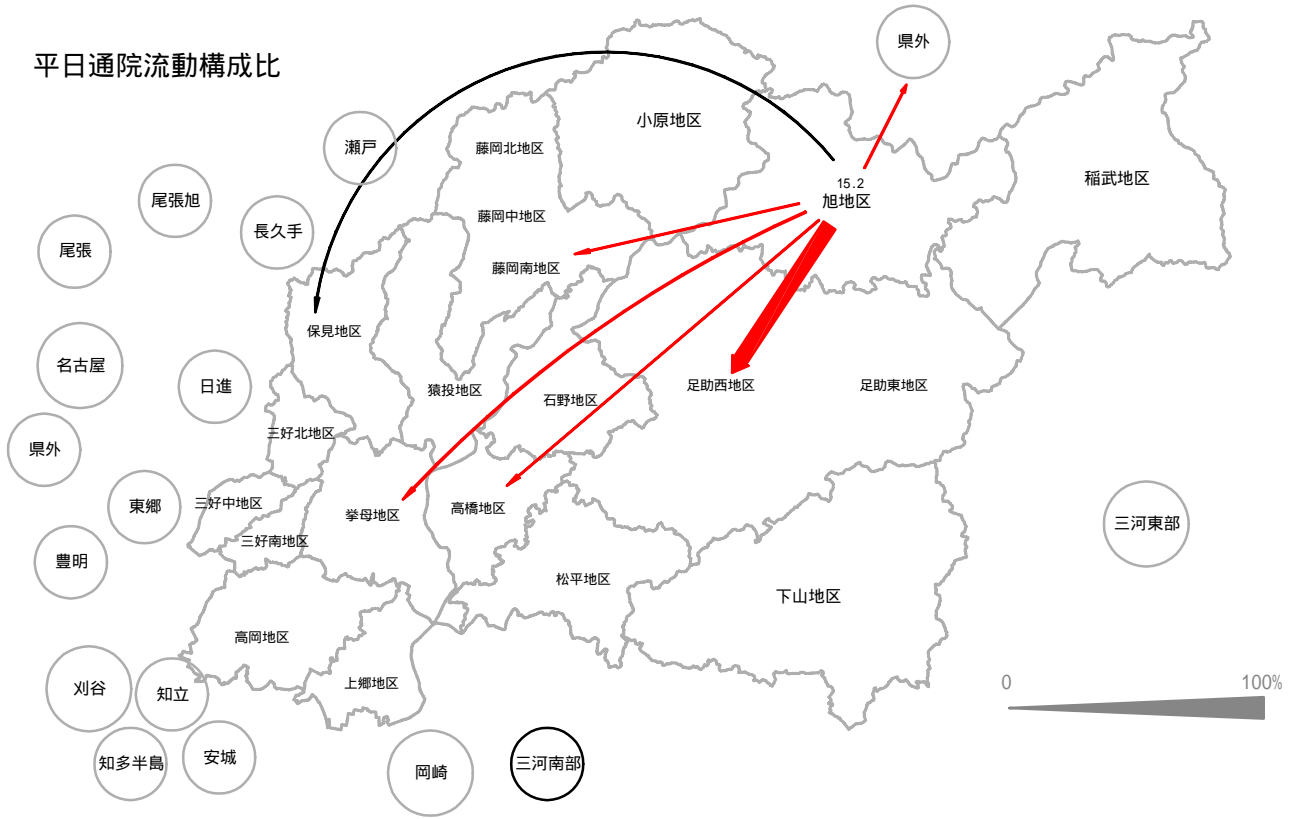 平日通院流動構成比
県外
小原地区
瀬戸
藤岡北地区
稲武地区
15.2
旭地区
尾張旭
藤岡中地区
長久手
尾張
藤岡南地区
保見地区
名古屋
日進
猿投地区
石野地区
足助西地区
足助東地区
三好北地区
県外
東郷
三好中地区
挙母地区
高橋地区
三河東部
三好南地区
豊明
松平地区
下山地区
高岡地区
刈谷
知立
上郷地区
0
100%
知多半島
安城
岡崎
三河南部